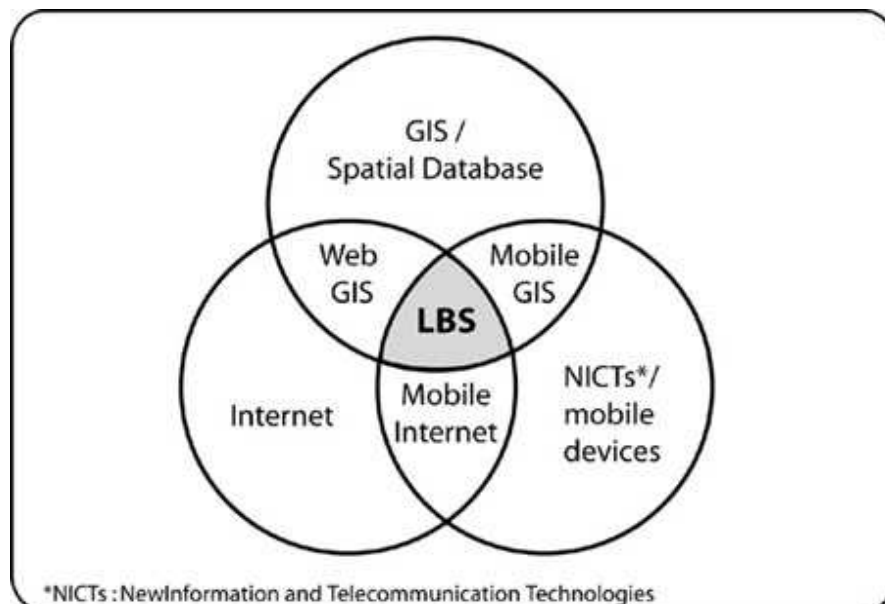 GIS /
Spatial Database
Web
GIS
Mobile
GIS
LBS
Internet
Mobile
Internet
NICTs*/
mobile
devices
*NICTs : NewInformation and Telecommunication Technologies